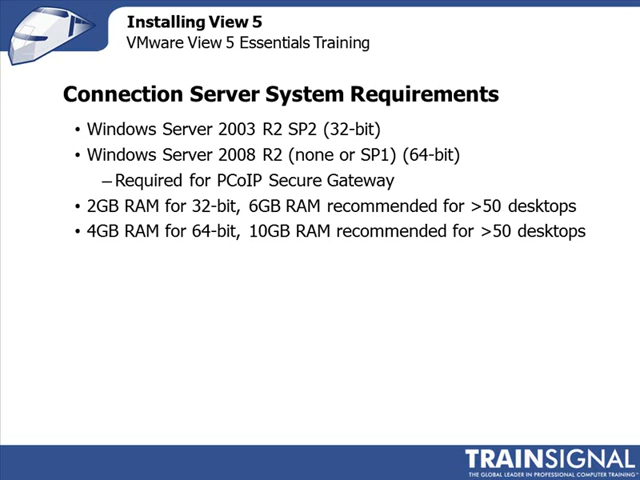 Installing View 5
VMware View 5 Essentials Training
Connection Server System Requirements
• Windows Server 2003 R2 SP2 (32-bit)
• Windows Server 2008 R2 (none or SP1) (64-bit)
– Required for PCoIP Secure Gateway
• 2GB RAM for 32-bit, 6GB RAM recommended for >50 desktops
• 4GB RAM for 64-bit, 10GB RAM recommended for >50 desktops
TRAINSIGNAL
THE GLOBAL LEADER IN PROFESSIONAL COMPUTER TRAINING™